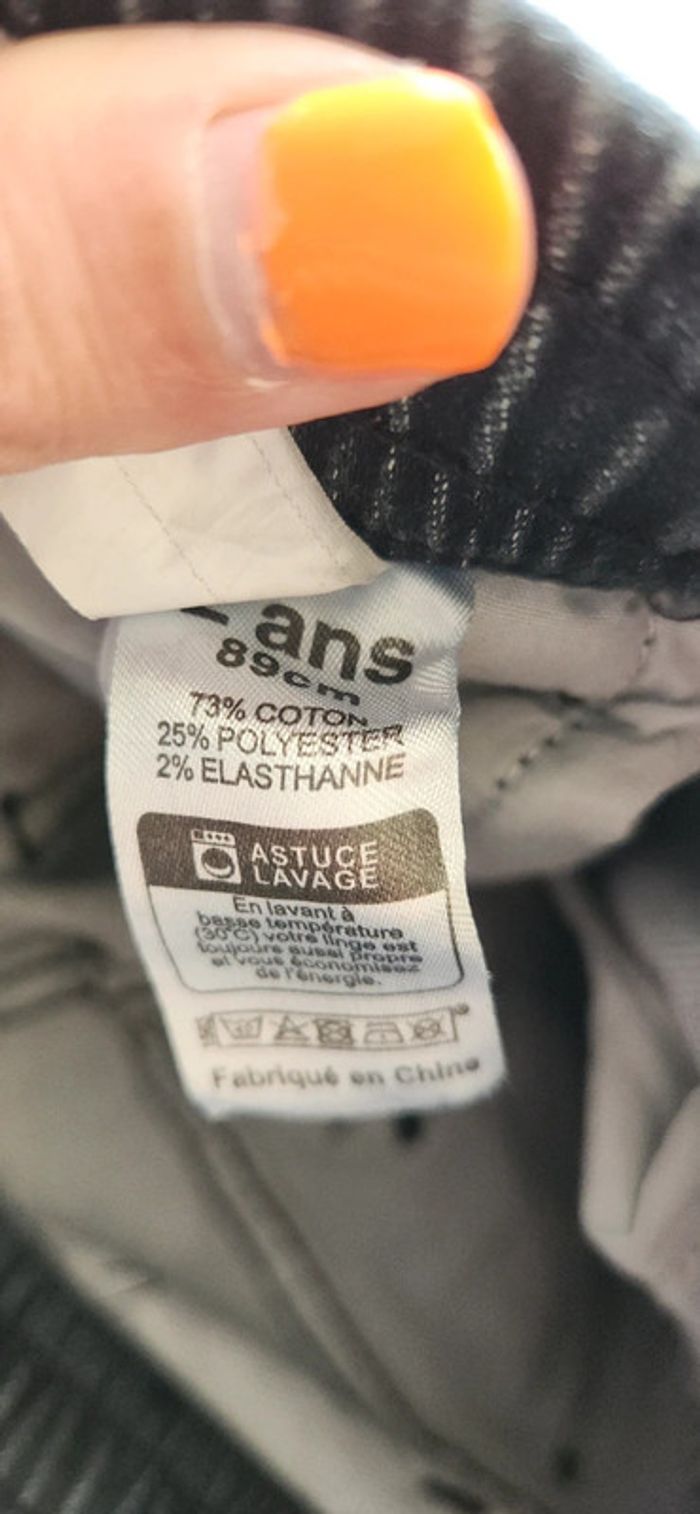 2 ans
89cm
73% COTON
25% POLYESTER
2% ELASTHANNE
ASTUCE
LAVAGE
En lavant à
basse température
(30°C) votre linge est
toujours aussi propre
et vous économisez
de l'énergie.
Fabriqué en Chine